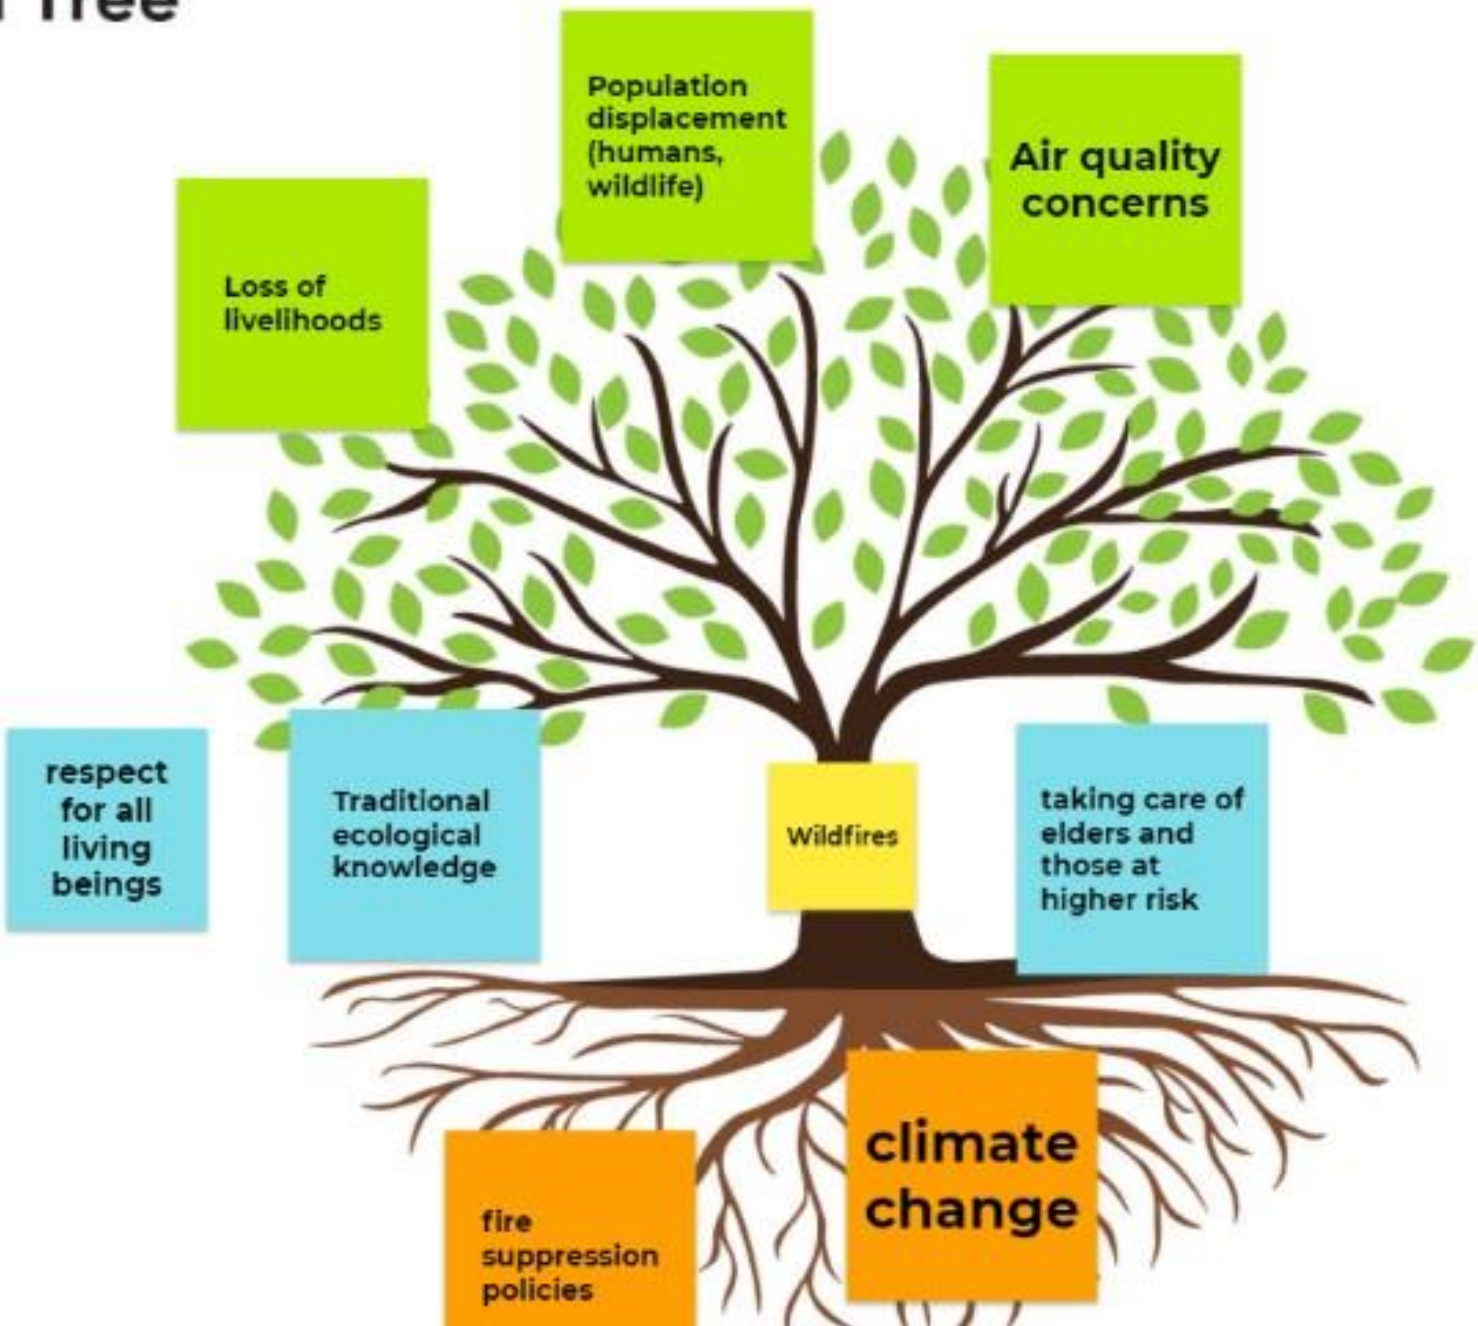 Tree
Population
displacement
(humans,
wildlife)
Air quality
concerns
Loss of
livelihoods
respect
for all
living
beings
Traditional
ecological
knowledge
Wildfires
taking care of
elders and
those at
higher risk
climate
change
fire
suppression
policies